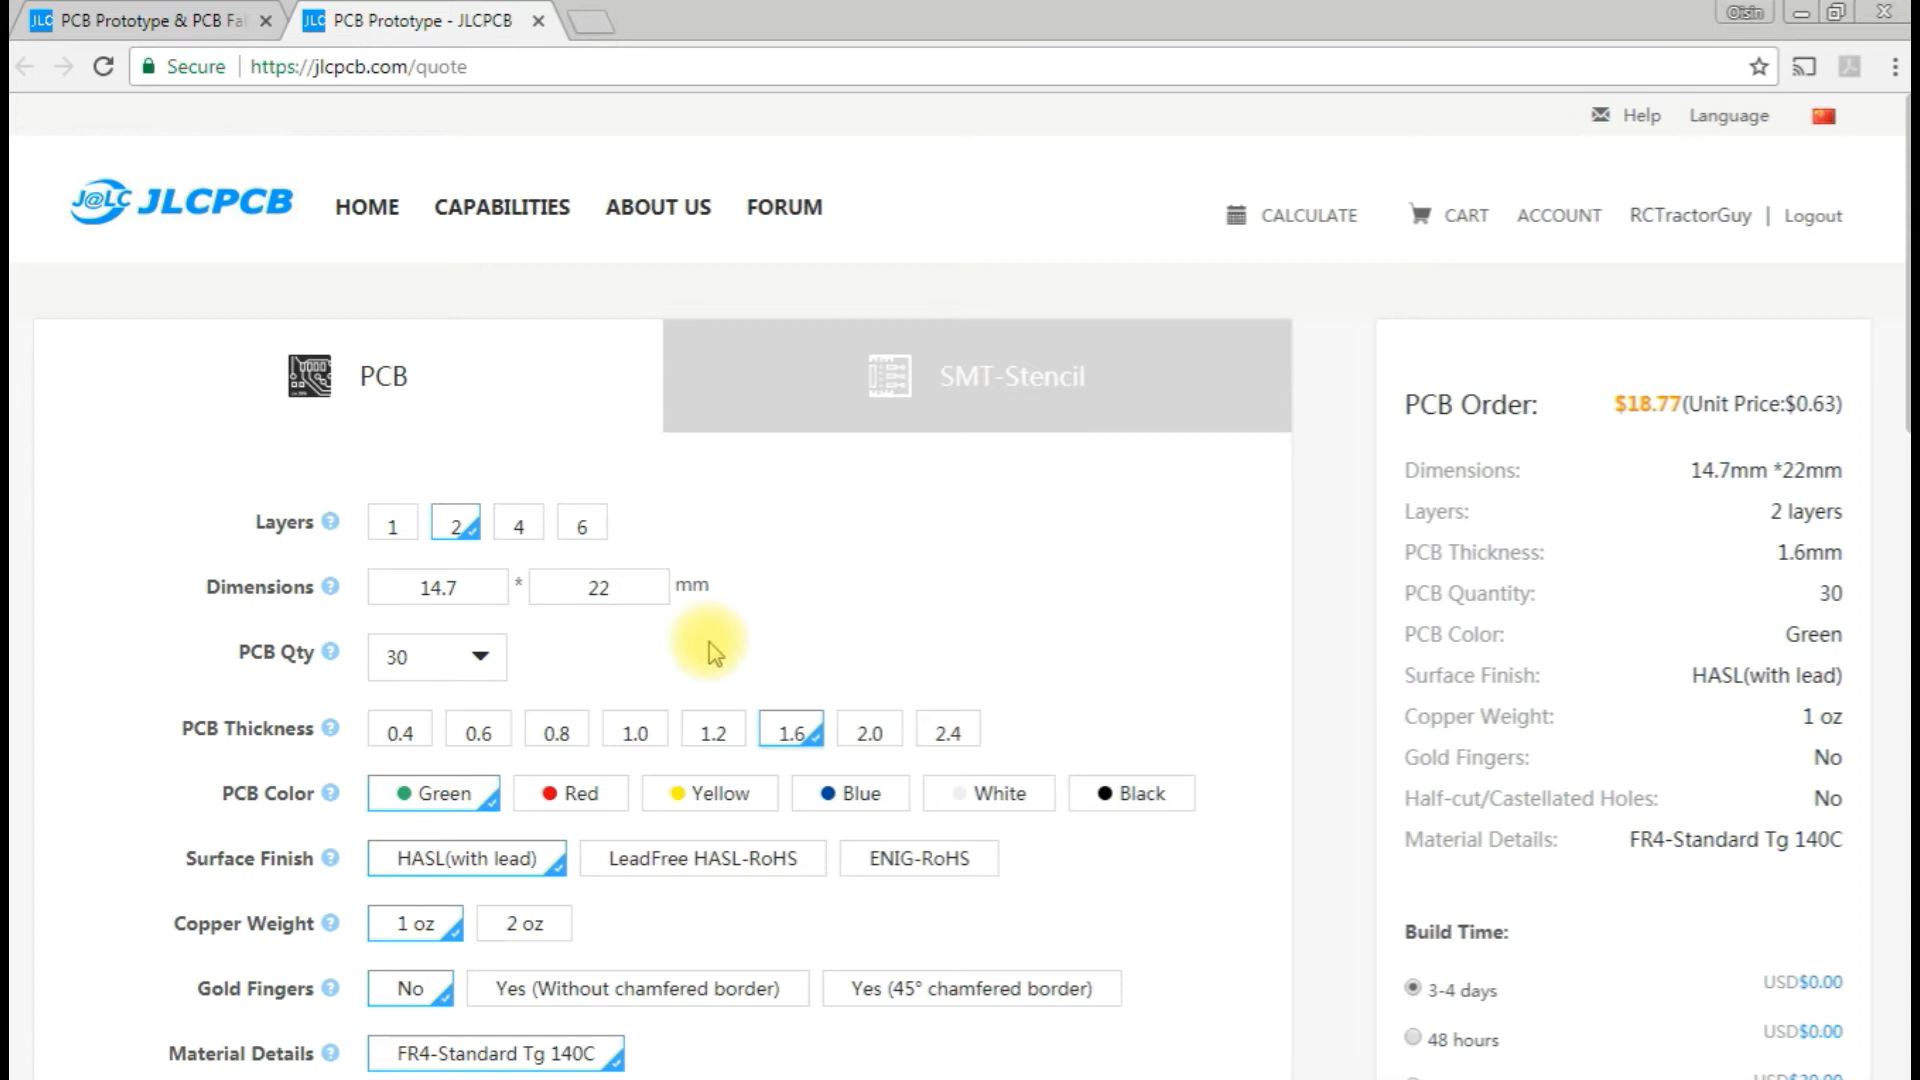 JLC PCB Prototype & PCB Fa
JLC PCB Prototype - JLCPCB
Oisin
Secure https://jlcpcb.com/quote
Help Language
J@LC JLCPCB HOME CAPABILITIES ABOUT US FORUM
CALCULATE CART ACCOUNT RCTractorGuy | Logout
PCB
SMT-Stencil
Layers ? 1 2 4 6
Dimensions ? 14.7 * 22 mm
PCB Qty ? 30
PCB Thickness ? 0.4 0.6 0.8 1.0 1.2 1.6 2.0 2.4
PCB Color ? Green Red Yellow Blue White Black
Surface Finish ? HASL(with lead) LeadFree HASL-RoHS ENIG-RoHS
Copper Weight ? 1 oz 2 oz
Gold Fingers ? No Yes (Without chamfered border) Yes (45° chamfered border)
Material Details ? FR4-Standard Tg 140C
PCB Order: $18.77(Unit Price:$0.63)
Dimensions: 14.7mm *22mm
Layers: 2 layers
PCB Thickness: 1.6mm
PCB Quantity: 30
PCB Color: Green
Surface Finish: HASL(with lead)
Copper Weight: 1 oz
Gold Fingers: No
Half-cut/Castellated Holes: No
Material Details: FR4-Standard Tg 140C
Build Time:
3-4 days USD$0.00
48 hours USD$0.00